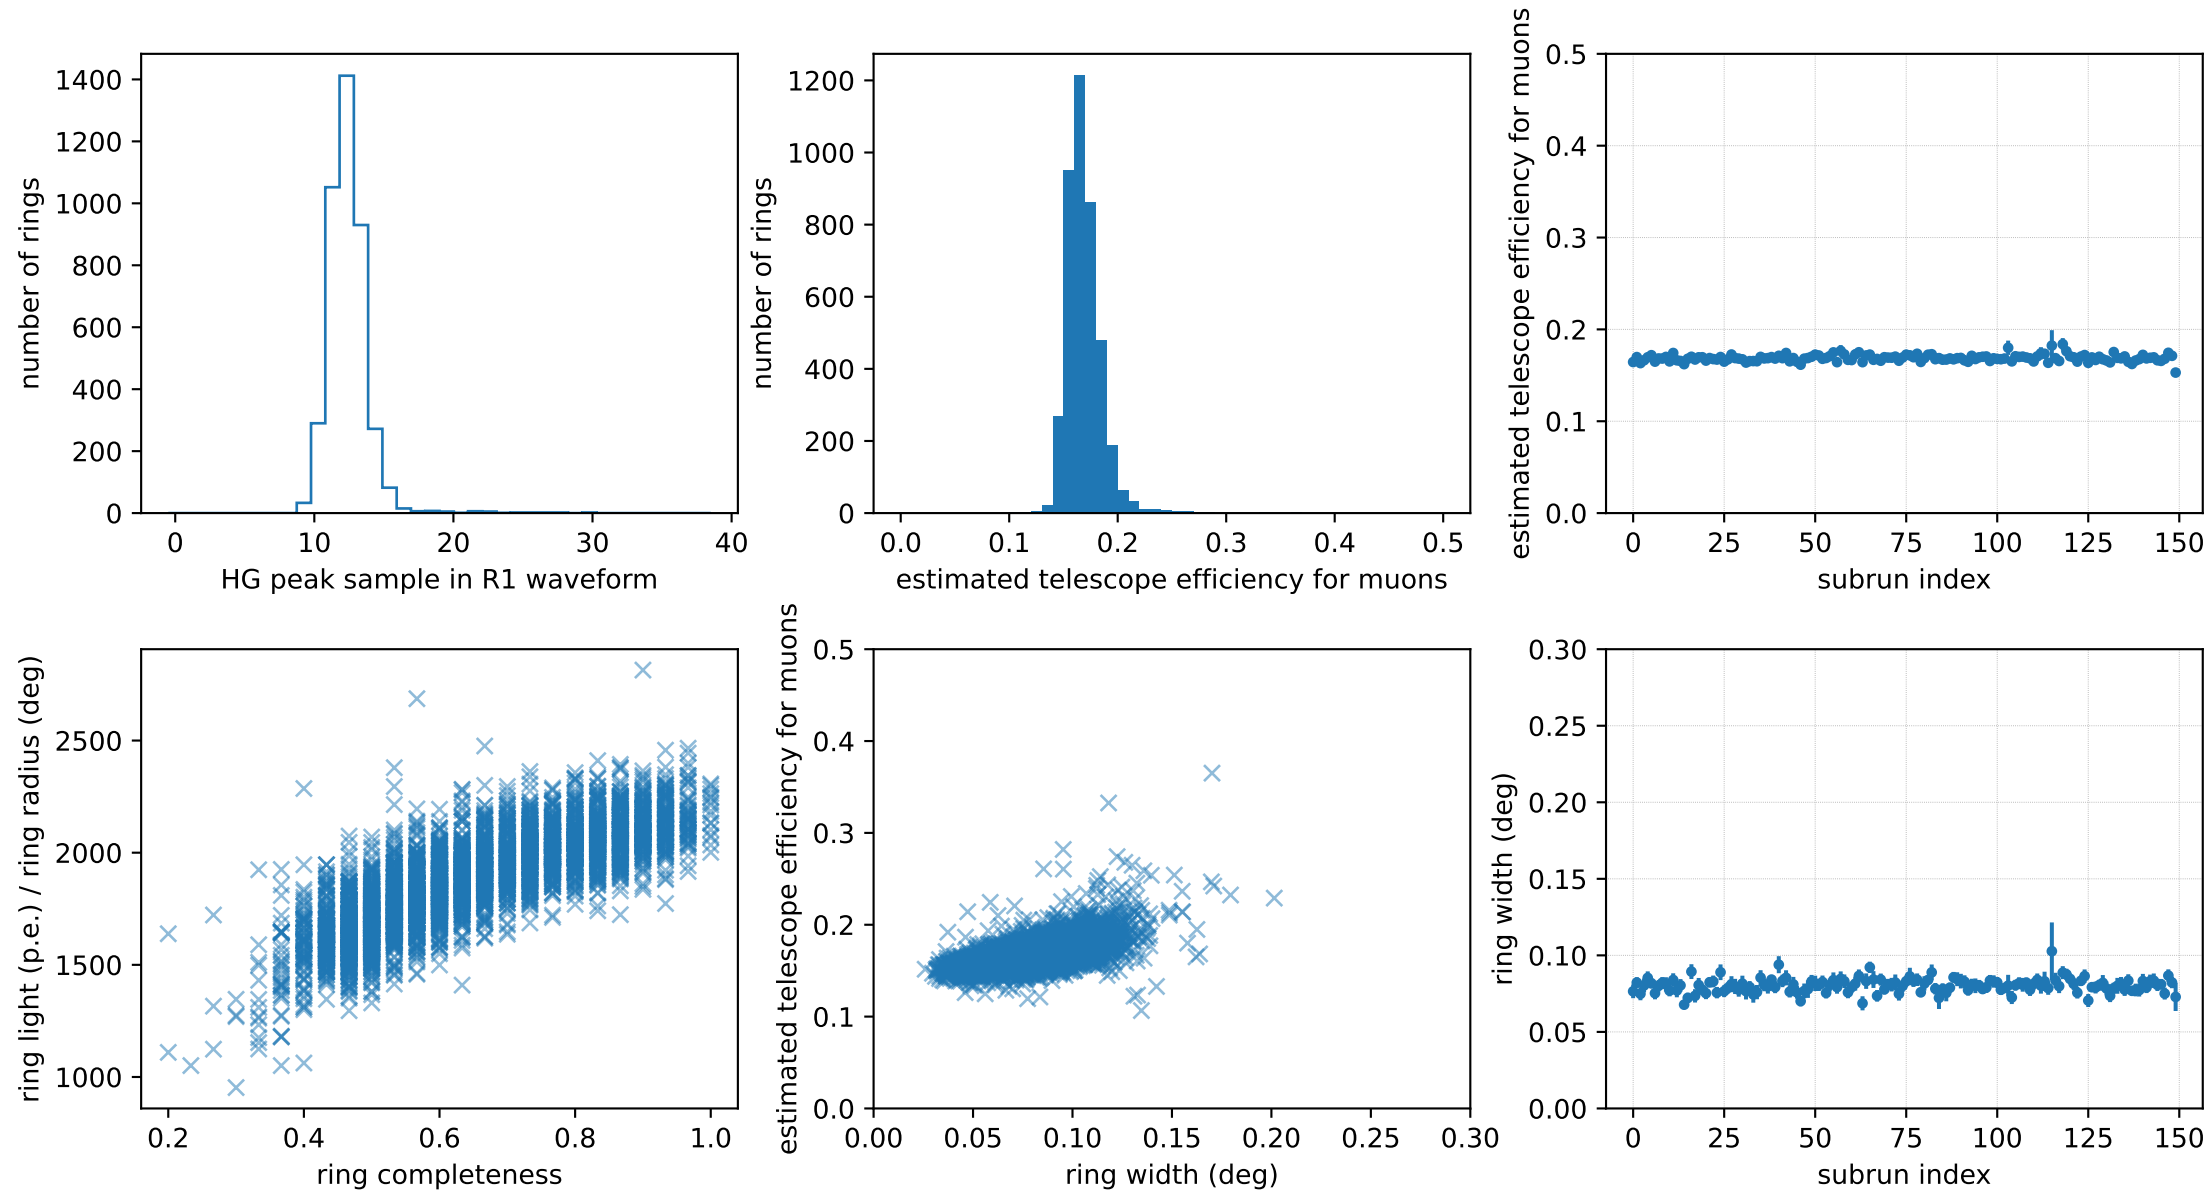 1400
1200
1000
800
600
400
200
0
number of rings
0 10 20 30 40
HG peak sample in R1 waveform
1200
1000
800
600
400
200
0
number of rings
0.0 0.1 0.2 0.3 0.4 0.5
estimated telescope efficiency for muons
0.5
0.4
0.3
0.2
0.1
0.0
estimated telescope efficiency for muons
0 25 50 75 100 125 150
subrun index
2500
2000
1500
1000
ring light (p.e.) / ring radius (deg)
0.2 0.4 0.6 0.8 1.0
ring completeness
0.5
0.4
0.3
0.2
0.1
0.0
estimated telescope efficiency for muons
0.00 0.05 0.10 0.15 0.20 0.25 0.30
ring width (deg)
0.30
0.25
0.20
0.15
0.10
0.05
0.00
ring width (deg)
0 25 50 75 100 125 150
subrun index